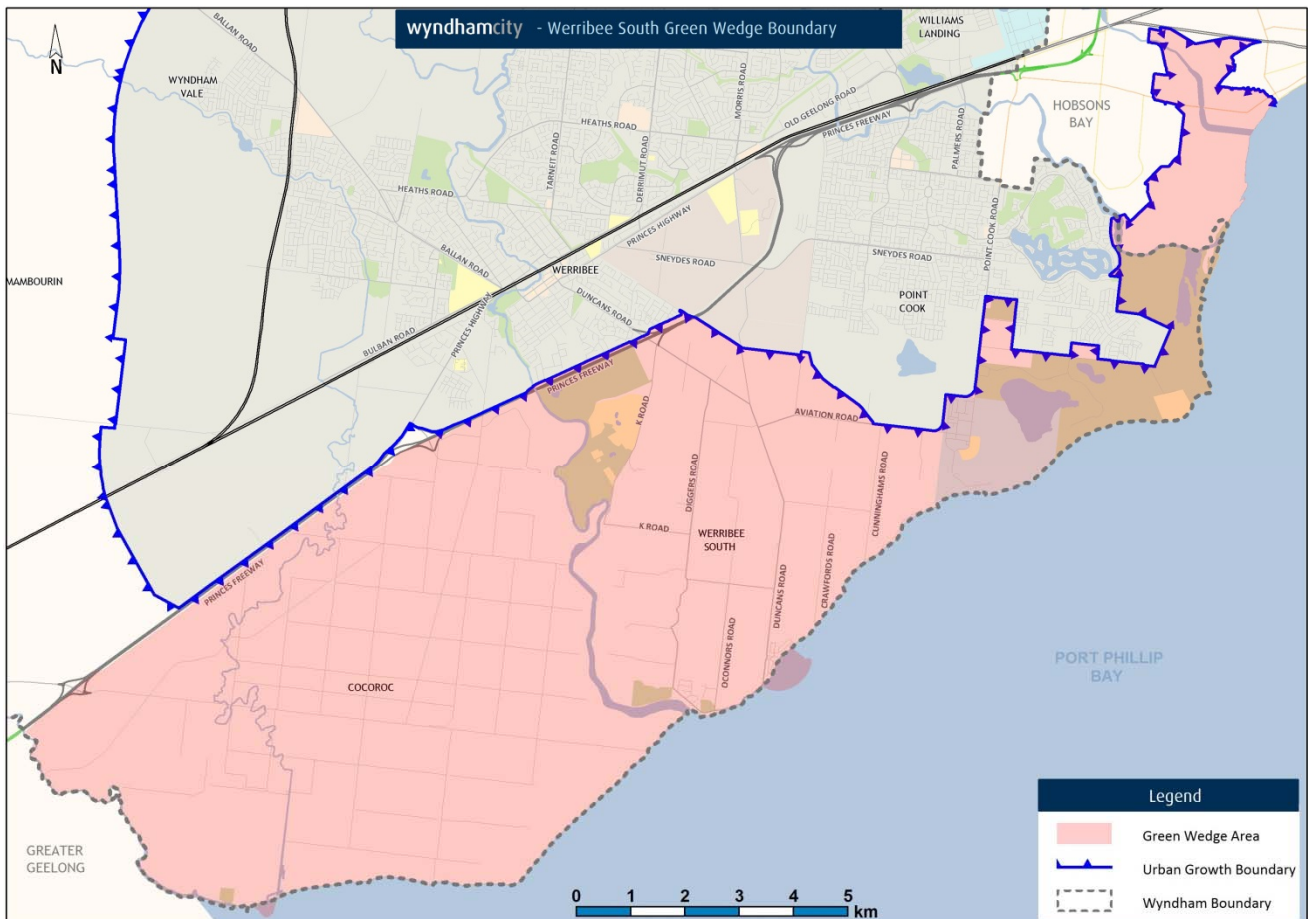 wyndhamcity - Werribee South Green Wedge Boundary
N
BALLAN ROAD
WYNDHAM
VALE
WILLIAMS
LANDING
HOBSONS
BAY
MORRIS ROAD
OLD GEELONG ROAD
PRINCES FREEWAY
PALMERS ROAD
HEATHS ROAD
TARNEIT ROAD
DERRIMUT ROAD
HEATHS ROAD
PRINCES HIGHWAY
POINT COOK ROAD
BALLAN ROAD
SNEYDES ROAD
SNEYDES ROAD
WERRIBEE
MAMBOURIN
DUNCANS ROAD
POINT
COOK
PRINCES HIGHWAY
BULBAN ROAD
PRINCES FREEWAY
K ROAD
AVIATION ROAD
DIGGERS ROAD
CUNNINGHAMS ROAD
K ROAD
WERRIBEE
SOUTH
PRINCES FREEWAY
DUNCANS ROAD
CRAWFORDS ROAD
OCONNORS ROAD
COCOROC
PORT PHILLIP
BAY
GREATER
GEELONG
0 1 2 3 4 5
km
Legend
Green Wedge Area
Urban Growth Boundary
Wyndham Boundary